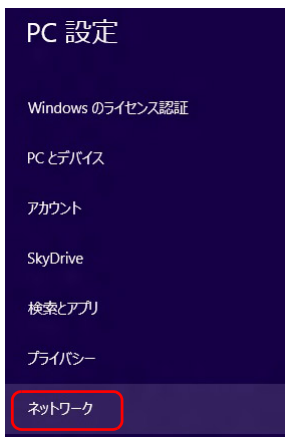 PC 設定
Windows のライセンス認証
PC とデバイス
アカウント
SkyDrive
検索とアプリ
プライバシー
ネットワーク